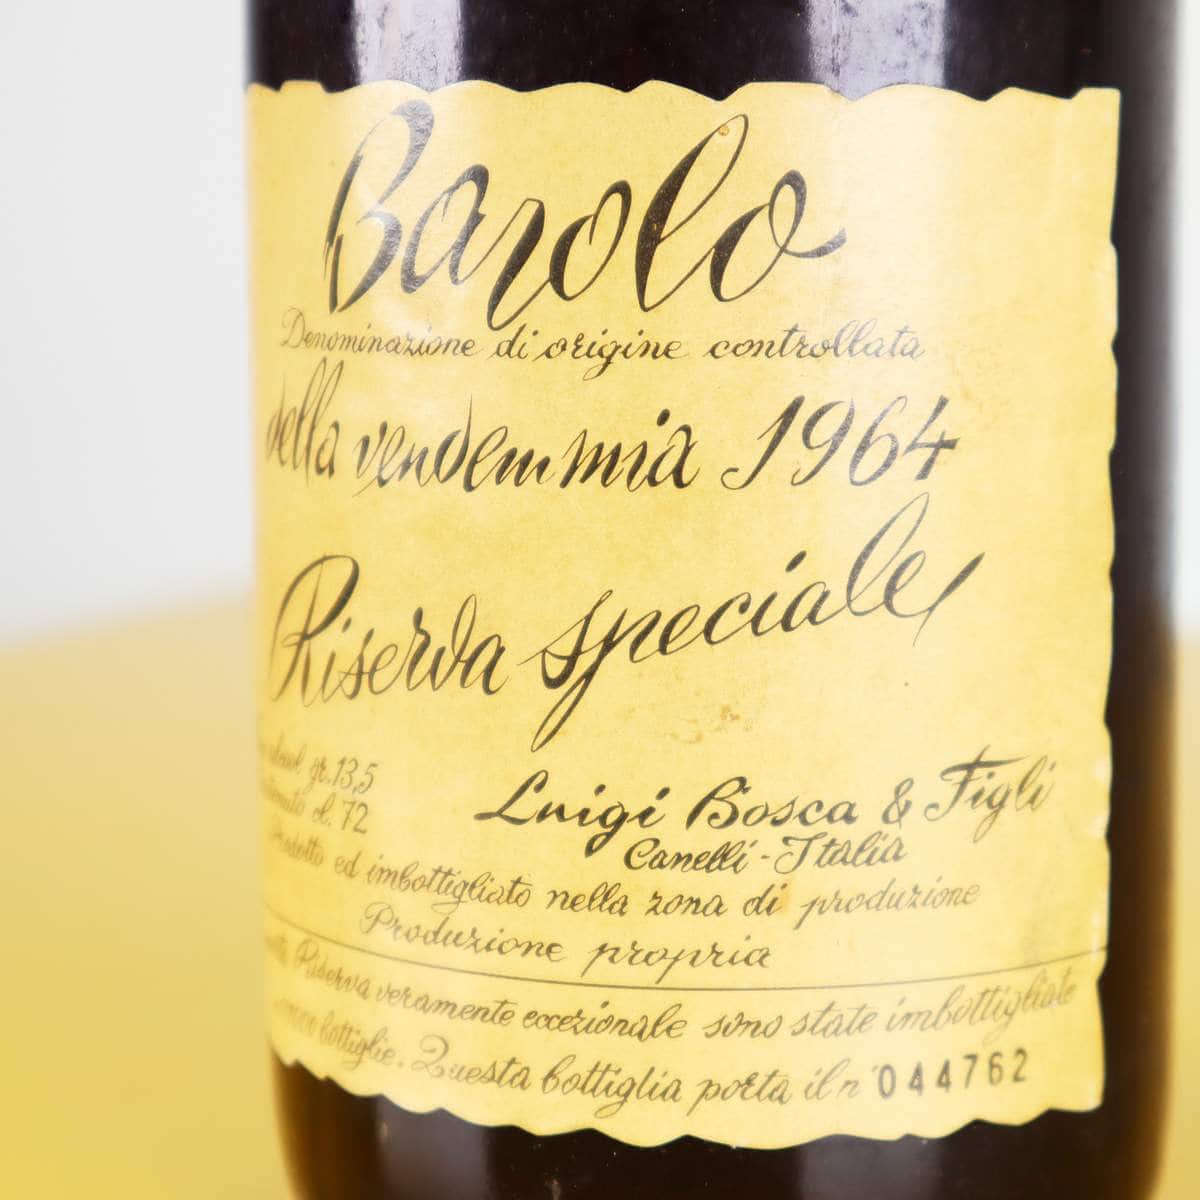 Barolo
Denominazione di origine controllata
della vendemmia 1964
Riserva speciale
gr. 13,5
cl. 72
Luigi Bosca & Figli
Canelli - Italia
Prodotto ed imbottigliato nella zona di produzione
Produzione propria
Riserva veramente eccezionale sono state imbottigliate
bottiglie. Questa bottiglia porta il n° 044762